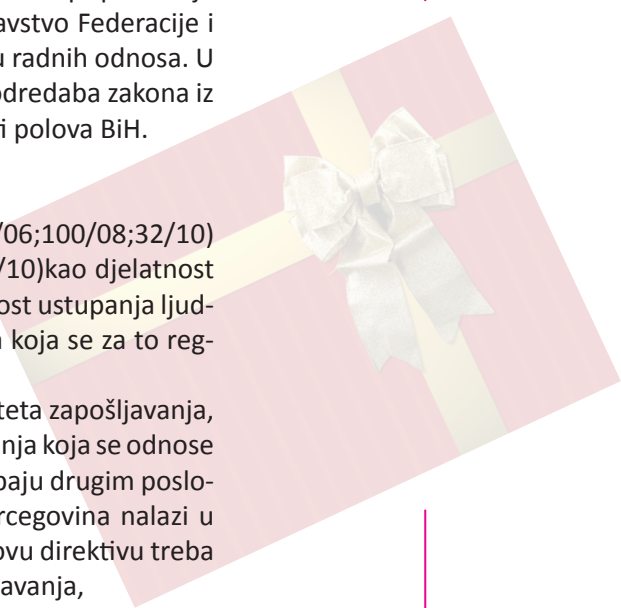 avstvo Federacije i
u radnih odnosa. U
odredaba zakona iz
ti polova BiH.
/06;100/08;32/10)
/10)kao djelatnost
ost ustupanja ljud-
koja se za to reg-
teta zapošljavanja,
nja koja se odnose
paju drugim poslo-
rcegovina nalazi u
ovu direktivu treba
avanja,